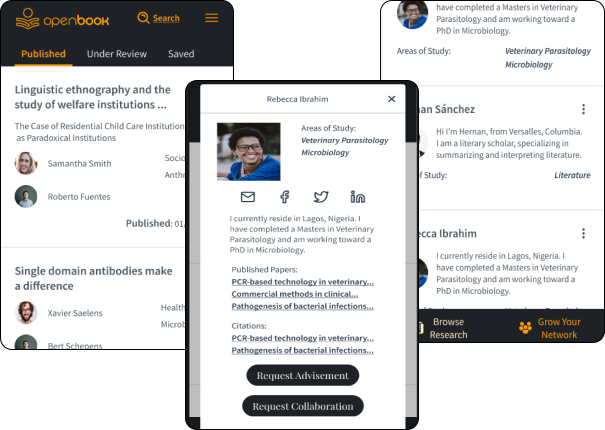 openbook
Search
Published Under Review Saved
Linguistic ethnography and the
study of welfare institutions ...
The Case of Residential Child Care Institution
as Paradoxical Institutions
Samantha Smith
Roberto Fuentes
Published: 01/
Single domain antibodies make
a difference
Xavier Saelens
Health
Bert Schepens
Rebecca Ibrahim
Areas of Study:
Veterinary Parasitology
Microbiology
I currently reside in Lagos, Nigeria. I
have completed a Masters in Veterinary
Parasitology and am working toward a
PhD in Microbiology.
Published Papers:
PCR-based technology in veterinary...
Commercial methods in clinical...
Pathogenesis of bacterial infections...
Citations:
PCR-based technology in veterinary...
Pathogenesis of bacterial infections...
Request Advisement
Request Collaboration
have completed a Masters in Veterinary
Parasitology and am working toward a
PhD in Microbiology.
Areas of Study:
Veterinary Parasitology
Microbiology
nan Sánchez
Hi I'm Hernan, from Versalles, Columbia.
I am a literary scholar, specializing in
summarizing and interpreting literature.
of Study:
Literature
ecca Ibrahim
I currently reside in Lagos, Nigeria. I
have completed a Masters in Veterinary
Parasitology and am working toward a
PhD in Microbiology.
Browse
Research
Grow Your
Network